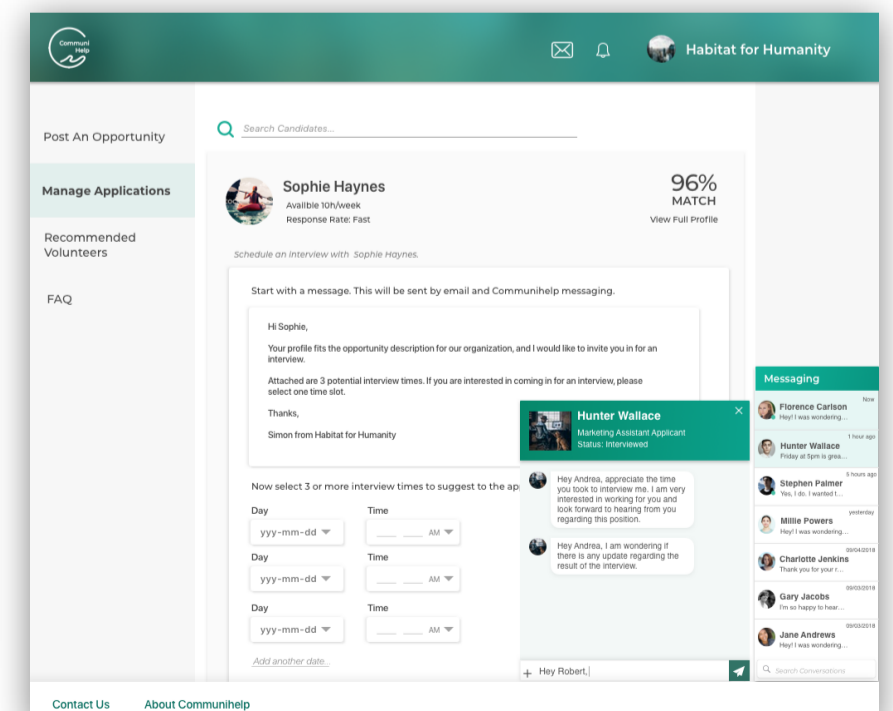 Communi
Help
Habitat for Humanity
Post An Opportunity
Manage Applications
Recommended
Volunteers
FAQ
Search Candidates...
Sophie Haynes
Availble 10h/week
Response Rate: Fast
96%
MATCH
View Full Profile
Schedule an interview with Sophie Haynes.
Start with a message. This will be sent by email and Communihelp messaging.
Hi Sophie,
Your profile fits the opportunity description for our organization, and I would like to invite you in for an
interview.
Attached are 3 potential interview times. If you are interested in coming in for an interview, please
select one time slot.
Thanks,
Simon from Habitat for Humanity
Now select 3 or more interview times to suggest to the ap
Day Time
yyy-mm-dd AM
Day Time
yyy-mm-dd AM
Day Time
yyy-mm-dd AM
Add another date..
Hunter Wallace
Marketing Assistant Applicant
Status: Interviewed
Hey Andrea, appreciate the time
you took to interview me. I am very
interested in working for you and
look forward to hearing from you
regarding this position.
Hey Andrea, I am wondering if
there is any update regarding the
result of the interview.
+ Hey Robert,
Messaging
Now
Florence Carlson
Hey! I was wondering...
1 hour ago
Hunter Wallace
Friday at 5pm is grea...
5 hours ago
Stephen Palmer
Yes, I do. I wanted t...
yesterday
Millie Powers
Hey! I was wondering...
09/04/2018
Charlotte Jenkins
Thank you for your r...
09/03/2018
Gary Jacobs
I'm so happy to hear...
09/03/2018
Jane Andrews
Hey! I was wondering...
Search Conversations
Contact Us About Communihelp